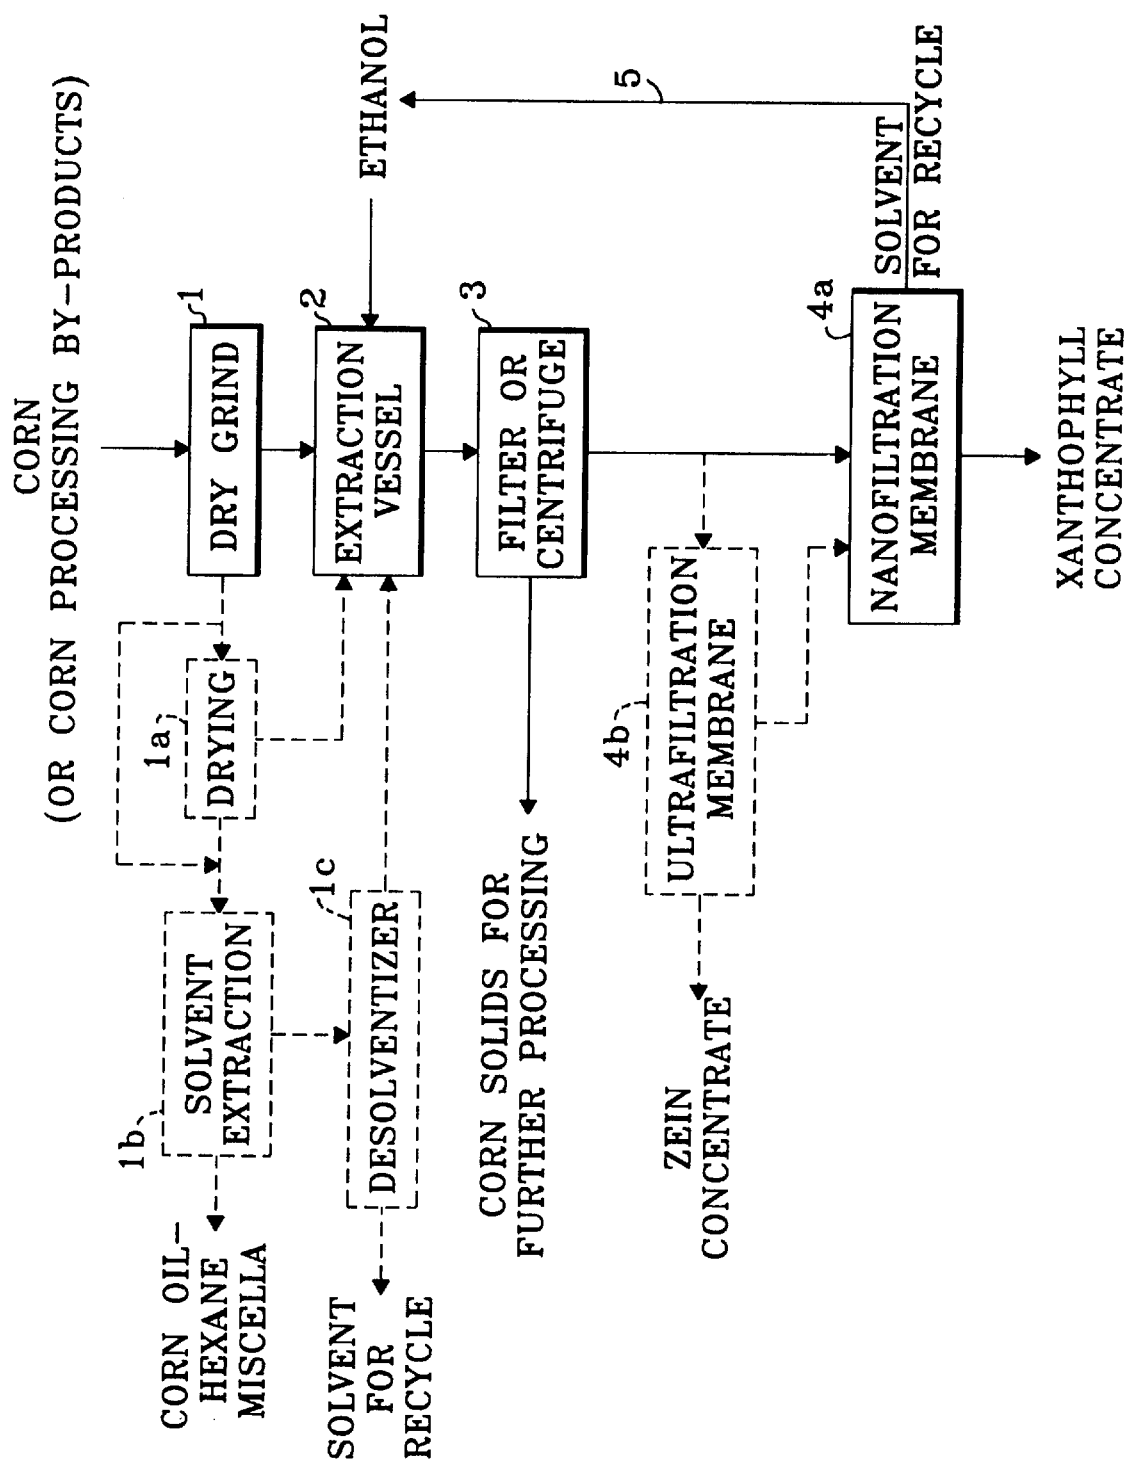 CORN
(OR CORN PROCESSING BY-PRODUCTS)
1
DRY GRIND
1a
DRYING
1b
SOLVENT
EXTRACTION
CORN OIL-
HEXANE
MISCELLA
ETHANOL
2
EXTRACTION
VESSEL
1c
DESOLVENTIZER
SOLVENT
FOR
RECYCLE
3
FILTER OR
CENTRIFUGE
CORN SOLIDS FOR
FURTHER PROCESSING
5
4b
ULTRAFILTRATION
MEMBRANE
ZEIN
CONCENTRATE
SOLVENT
FOR RECYCLE
4a
NANOFILTRATION
MEMBRANE
XANTHOPHYLL
CONCENTRATE